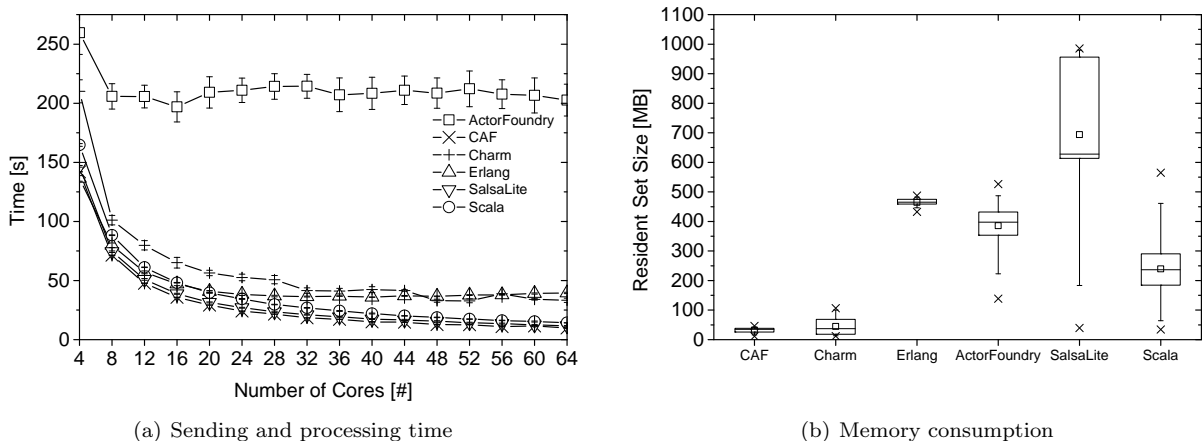 250
200
150
100
50
0
Time [s]
4 8 12 16 20 24 28 32 36 40 44 48 52 56 60 64
Number of Cores [#]
ActorFoundry
CAF
Charm
Erlang
SalsaLite
Scala
(a) Sending and processing time
1100
1000
900
800
700
600
500
400
300
200
100
0
Resident Set Size [MB]
CAF Charm Erlang ActorFoundry SalsaLite Scala
(b) Memory consumption